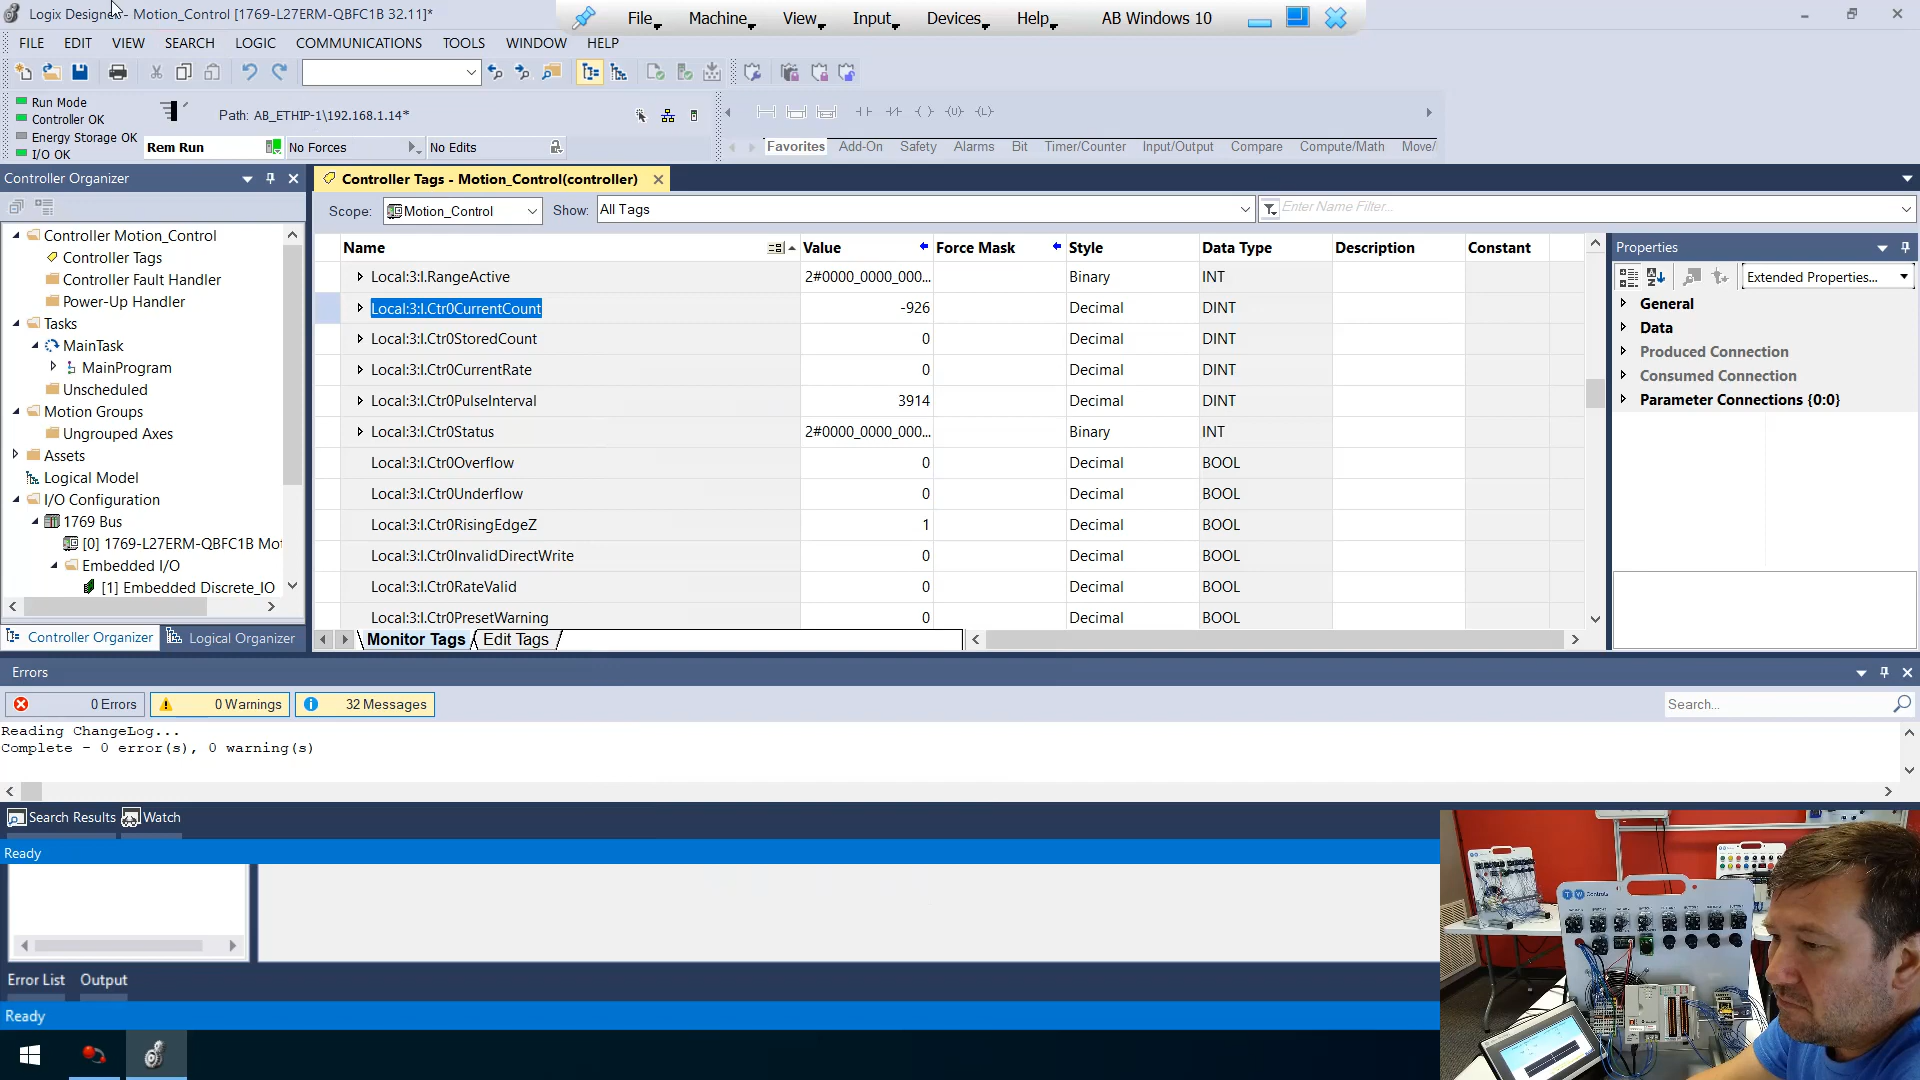 Logix Designer - Motion_Control [1769-L27ERM-QBFC1B 32.11]*
File Machine View Input Devices Help AB Windows 10
FILE EDIT VIEW SEARCH LOGIC COMMUNICATIONS TOOLS WINDOW HELP
Run Mode
Controller OK
Energy Storage OK
I/O OK
Path: AB_ETHIP-1\192.168.1.14*
Rem Run No Forces No Edits
Favorites Add-On Safety Alarms Bit Timer/Counter Input/Output Compare Compute/Math Move/
Controller Organizer
Controller Motion_Control
Controller Tags
Controller Fault Handler
Power-Up Handler
Tasks
MainTask
MainProgram
Unscheduled
Motion Groups
Ungrouped Axes
Assets
Logical Model
I/O Configuration
1769 Bus
[0] 1769-L27ERM-QBFC1B Mot
Embedded I/O
[1] Embedded Discrete_IO
Controller Organizer Logical Organizer
Controller Tags - Motion_Control(controller)
Scope: Motion_Control Show: All Tags Enter Name Filter...
Name Value Force Mask Style Data Type Description Constant
Local:3:I.RangeActive 2#0000_0000_000... Binary INT
Local:3:I.Ctr0CurrentCount -926 Decimal DINT
Local:3:I.Ctr0StoredCount 0 Decimal DINT
Local:3:I.Ctr0CurrentRate 0 Decimal DINT
Local:3:I.Ctr0PulseInterval 3914 Decimal DINT
Local:3:I.Ctr0Status 2#0000_0000_000... Binary INT
Local:3:I.Ctr0Overflow 0 Decimal BOOL
Local:3:I.Ctr0Underflow 0 Decimal BOOL
Local:3:I.Ctr0RisingEdgeZ 1 Decimal BOOL
Local:3:I.Ctr0InvalidDirectWrite 0 Decimal BOOL
Local:3:I.Ctr0RateValid 0 Decimal BOOL
Local:3:I.Ctr0PresetWarning 0 Decimal BOOL
Monitor Tags Edit Tags
Properties
Extended Properties...
General
Data
Produced Connection
Consumed Connection
Parameter Connections {0:0}
Errors
0 Errors 0 Warnings 32 Messages Search...
Reading ChangeLog...
Complete - 0 error(s), 0 warning(s)
Search Results Watch
Ready
Error List Output
Ready